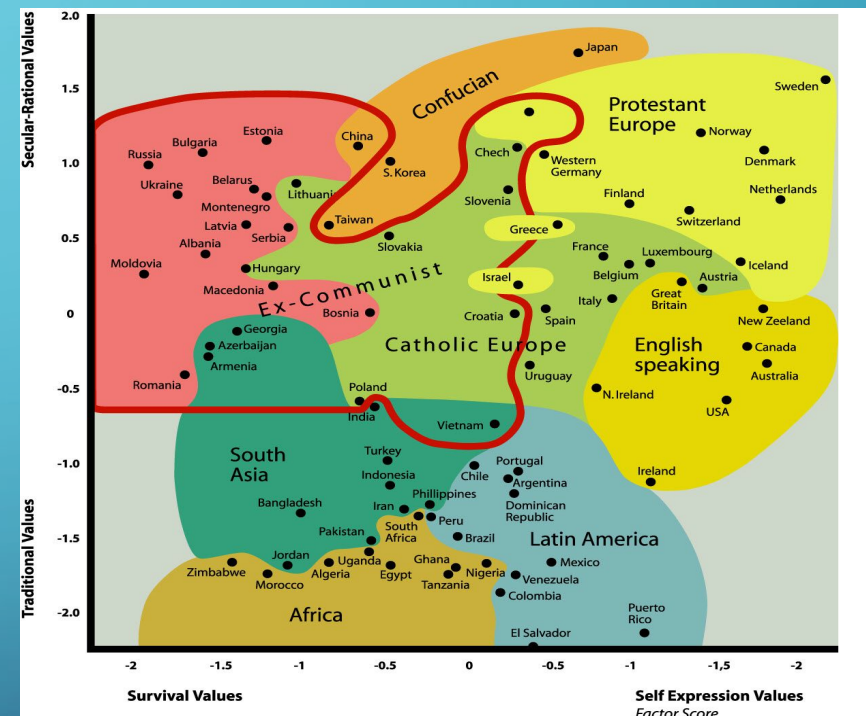 Secular-Rational Values
Traditional Values
2.0
1.5
1.0
0.5
0
-0.5
-1.0
-1.5
-2.0
Japan
Confucian
Sweden
Protestant
Europe
Estonia
China
Bulgaria
Norway
Russia
Chech
Western
Germany
Denmark
S. Korea
Ukraine
Belarus
Lithuani
Montenegro
Slovenia
Finland
Netherlands
Switzerland
Latvia
Serbia
Taiwan
Greece
Slovakia
Albania
France
Luxembourg
Moldovia
Hungary
Belgium
Austria
Iceland
Macedonia
Ex-Communist
Israel
Italy
Great
Britain
Bosnia
Croatia
Spain
New Zeeland
Georgia
Azerbaijan
Armenia
Catholic Europe
English
speaking
Canada
Australia
Romania
Poland
India
Uruguay
N. Ireland
USA
Vietnam
South
Asia
Turkey
Indonesia
Chile
Portugal
Argentina
Dominican
Republic
Ireland
Bangladesh
Iran
Phillippines
South
Africa
Peru
Pakistan
Brazil
Latin America
Zimbabwe
Jordan
Morocco
Algeria
Uganda
Egypt
Ghana
Tanzania
Nigeria
Mexico
Venezuela
Colombia
Africa
El Salvador
Puerto
Rico
-2
-1.5
-1
-0.5
0
-0.5
-1
-1,5
-2
Survival Values
Self Expression Values
Factor Score